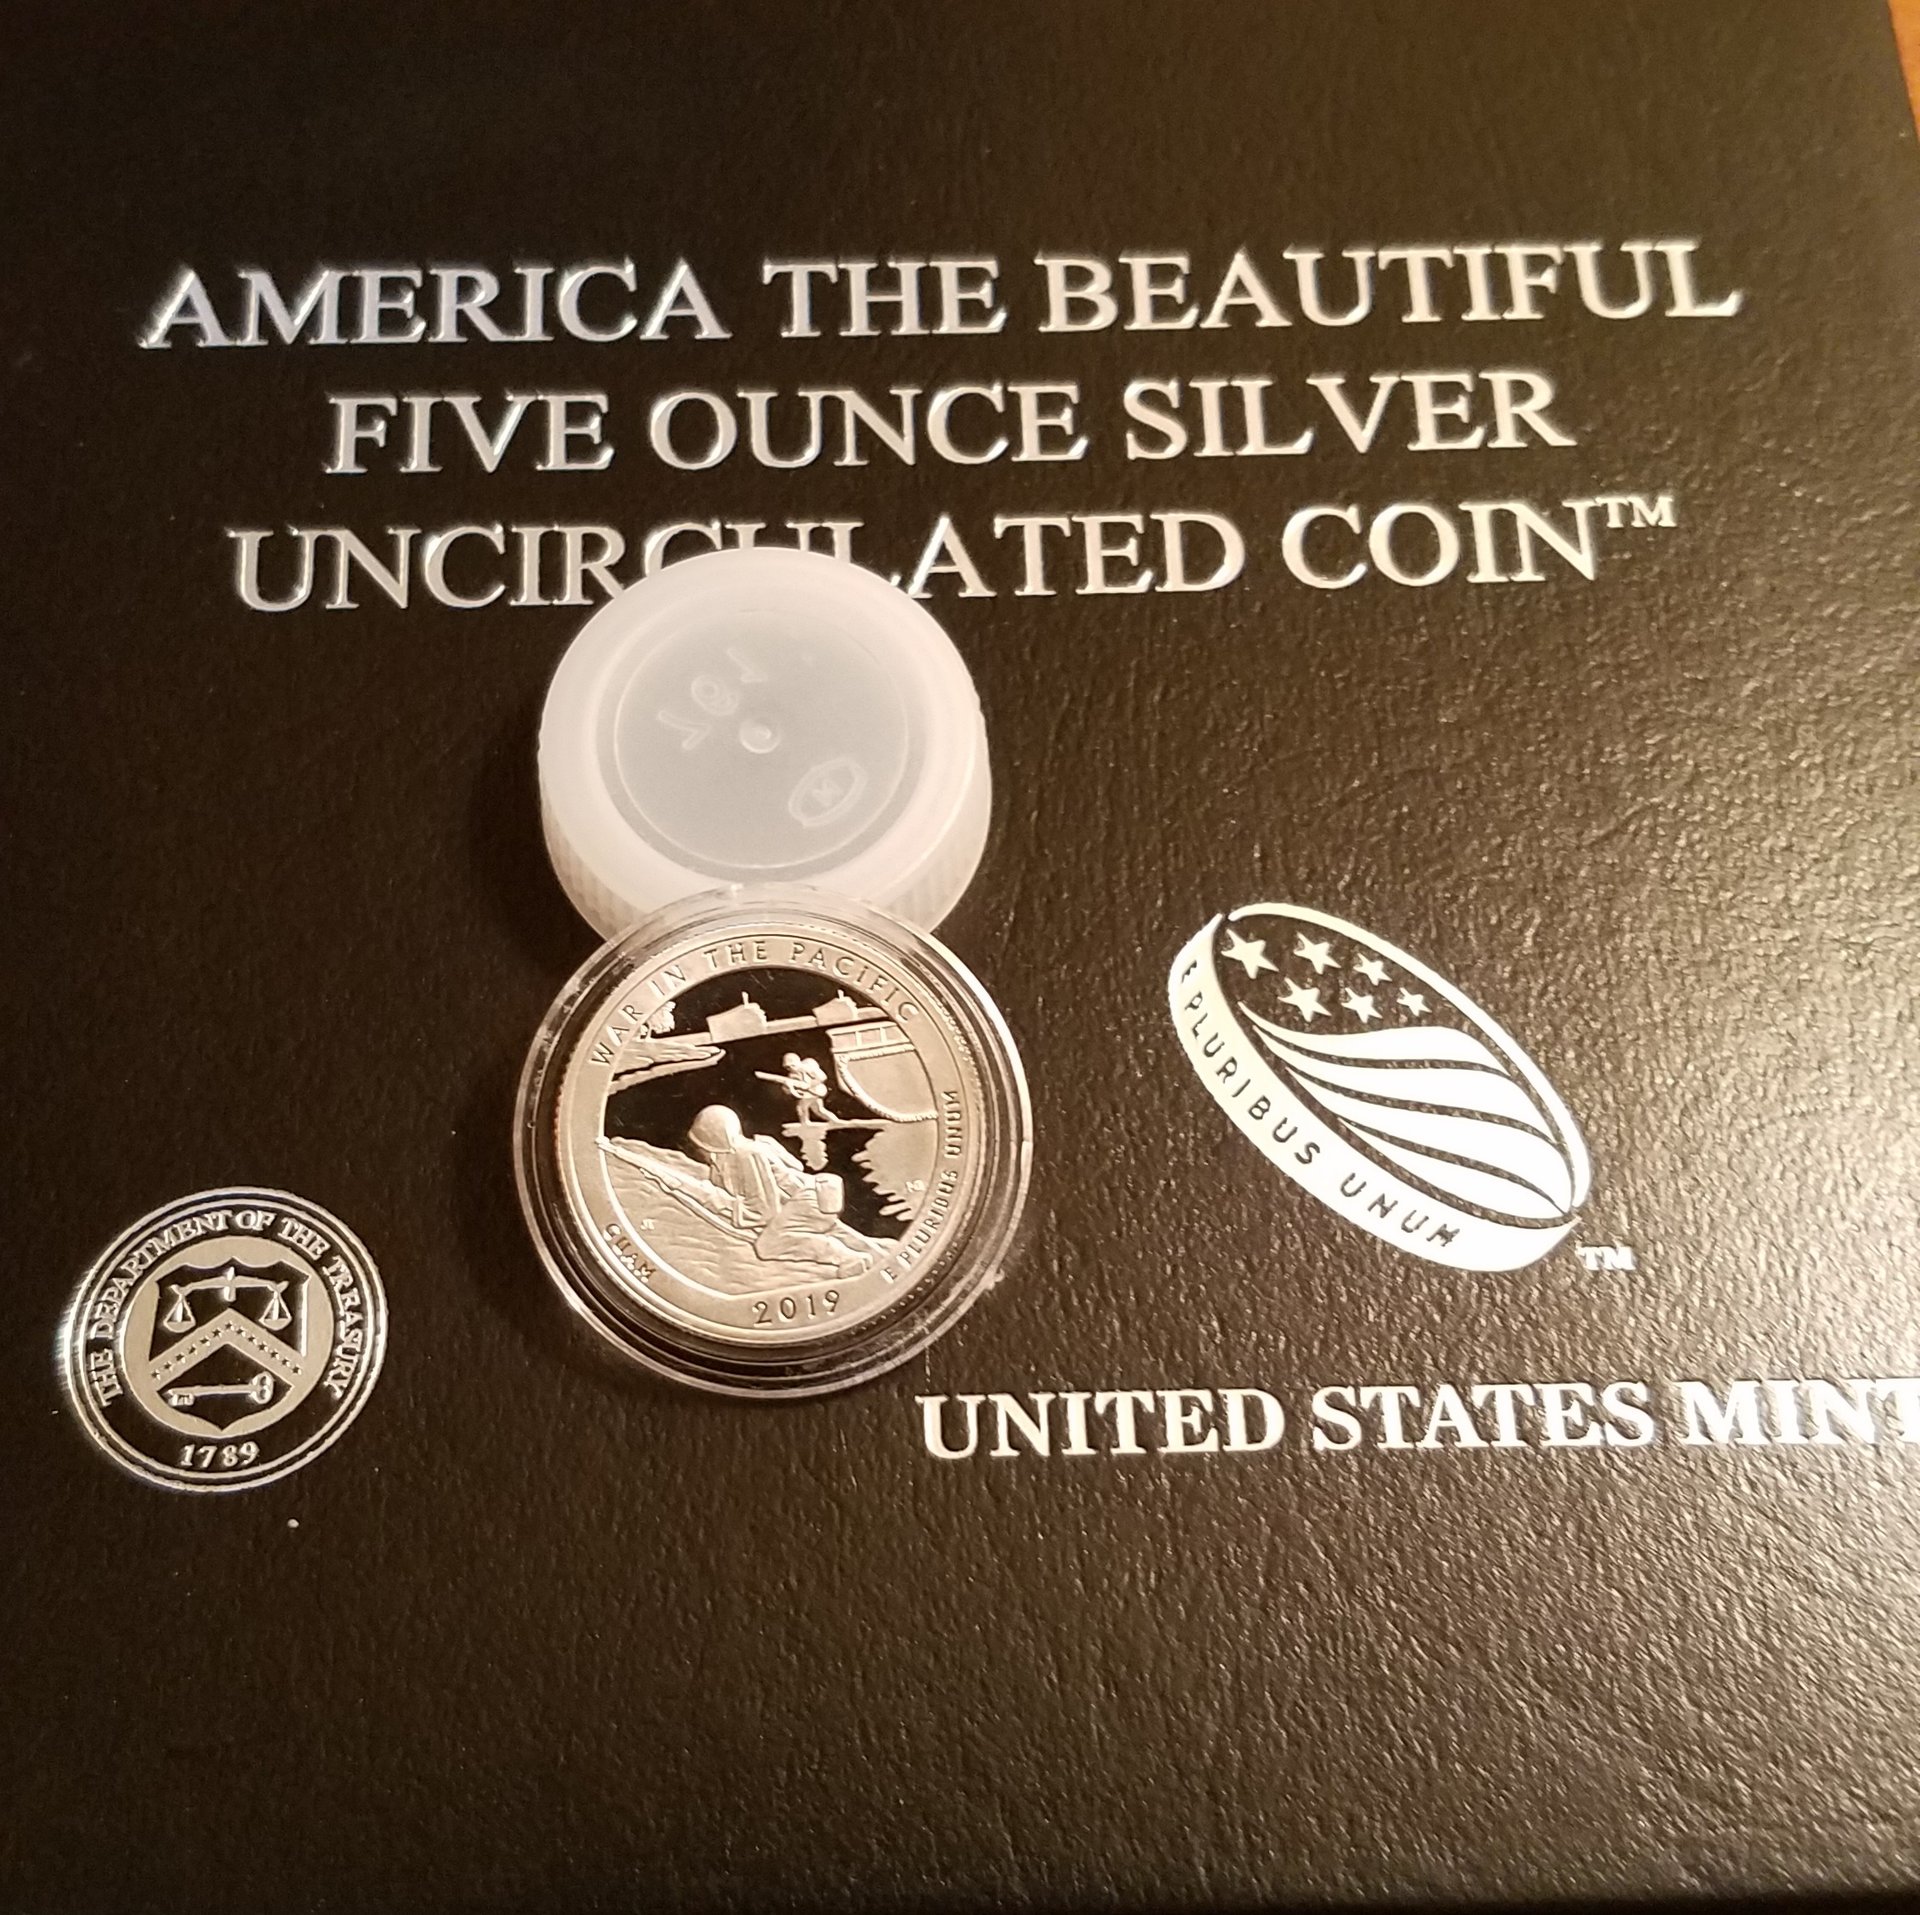 AMERICA THE BEAUTIFUL
FIVE OUNCE SILVER
UNCIRCULATED COIN™
WAR IN THE PACIFIC
GUAM
JT
2019
E PLURIBUS UNUM
E PLURIBUS UNUM
TM
THE DEPARTMENT OF THE TREASURY
1789
UNITED STATES MINT